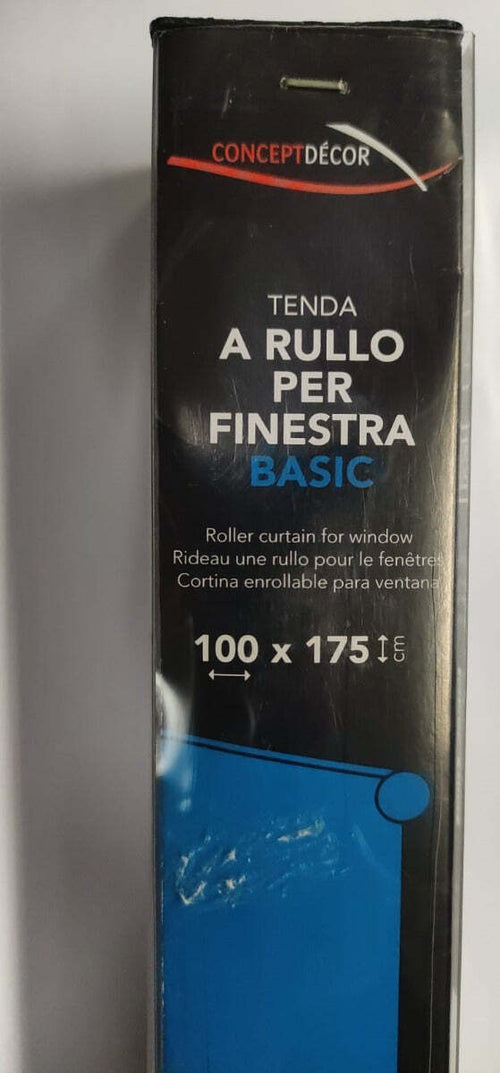 CONCEPTDÉCOR
TENDA
A RULLO
PER
FINESTRA
BASIC
Roller curtain for window
Rideau une rullo pour le fenêtres
Cortina enrollable para ventana
100 x 175 cm